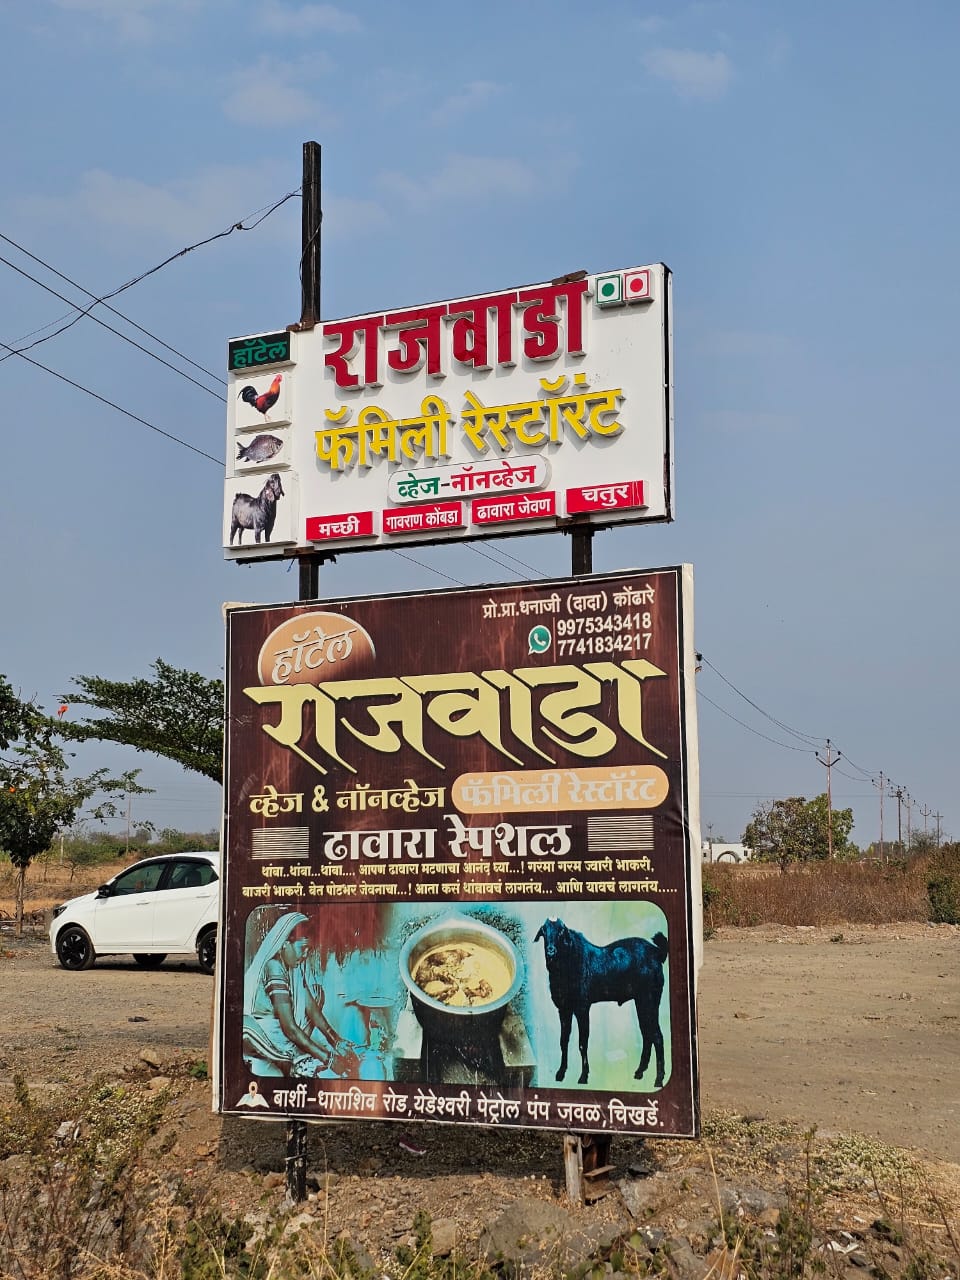 हॉटेल
राजवाडा
फॅमिली रेस्टॉरंट
व्हेज-नॉनव्हेज
मच्छी गावराण कोंबडा ढावारा जेवण चतुर
प्रो.प्रा.धनाजी (दादा) कोंढारे
9975343418
7741834217
हॉटेल
राजवाडा
व्हेज & नॉनव्हेज फॅमिली रेस्टॉरंट
ढावारा स्पेशल
थांबा..थांबा...थांबा... आपण ढावारा मटणाचा आनंद घ्या...! गरमा गरम ज्वारी भाकरी,
बाजरी भाकरी. बेत पोटभर जेवनाचा...! आता कसं थांबावचं लागतंय... आणि यावचं लागतंय.....
बार्शी-धाराशिव रोड,येडेश्वरी पेट्रोल पंप जवळ,चिखर्डे.